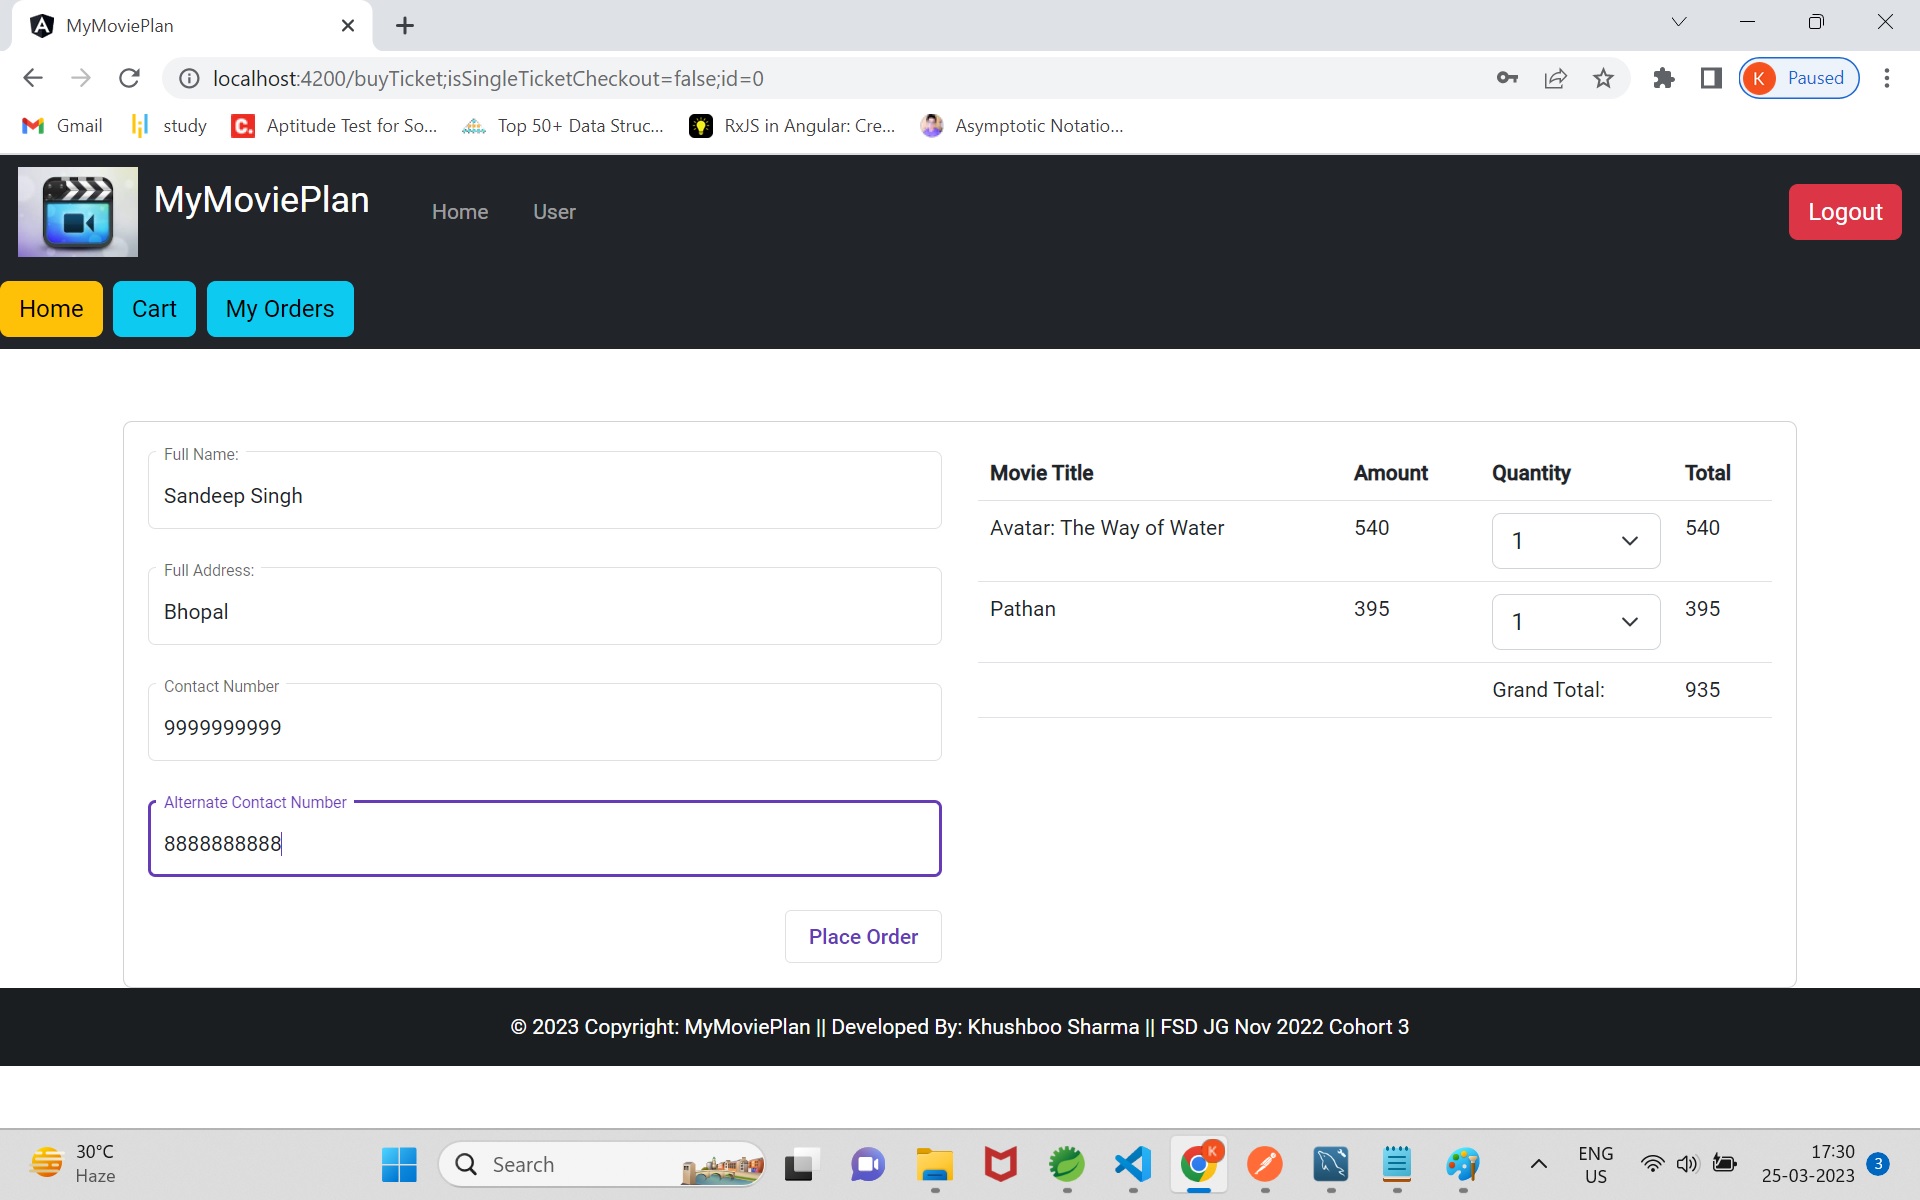 MyMoviePlan
localhost:4200/buyTicket;isSingleTicketCheckout=false;id=0
K Paused
Gmail
study
C. Aptitude Test for So...
Top 50+ Data Struc...
RxJS in Angular: Cre...
Asymptotic Notatio...
MyMoviePlan
Home User
Logout
Home Cart My Orders
Full Name:
Sandeep Singh
Full Address:
Bhopal
Contact Number
9999999999
Alternate Contact Number
8888888888
Place Order
Movie Title Amount Quantity Total
Avatar: The Way of Water 540 1 540
Pathan 395 1 395
Grand Total: 935
© 2023 Copyright: MyMoviePlan || Developed By: Khushboo Sharma || FSD JG Nov 2022 Cohort 3
30°C
Haze
Search
K
ENG
US
17:30
25-03-2023
3